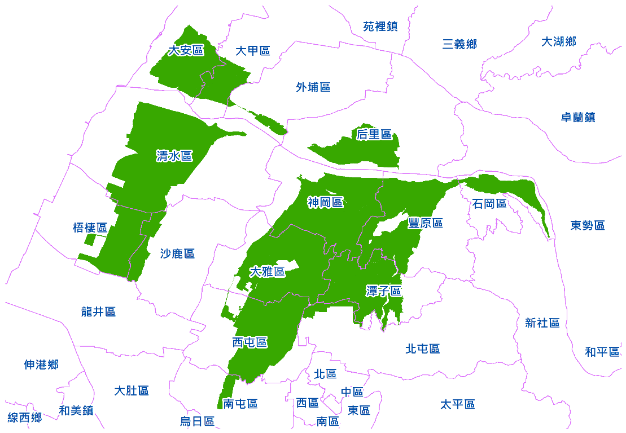 苑裡鎮
三義鄉
大湖鄉
大安區
大甲區
外埔區
卓蘭鎮
后里區
清水區
神岡區
石岡區
豐原區
東勢區
梧棲區
沙鹿區
大雅區
潭子區
龍井區
新社區
西屯區
北屯區
和平區
伸港鄉
北區
大肚區
中區
線西鄉
和美鎮
烏日區
南屯區
西區
東區
太平區
南區